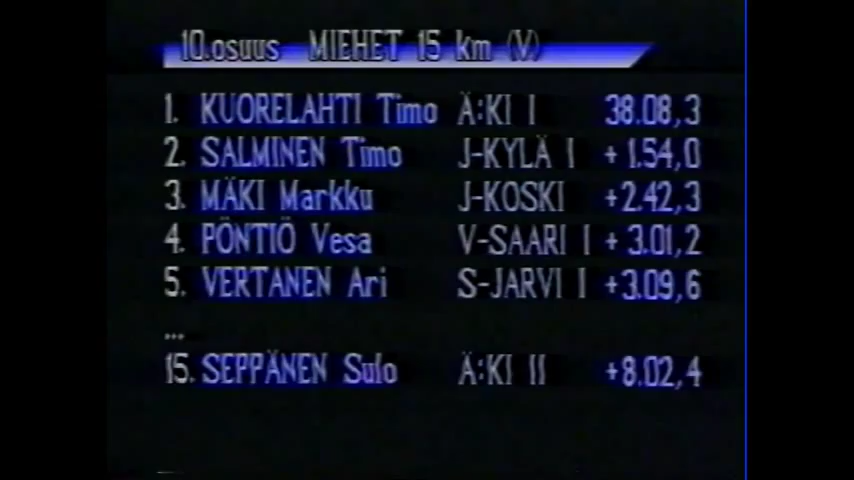 10.osuus MIEHET 15 km (V)
1. KUORELAHTI Timo Ä:KI I 38.08,3
2. SALMINEN Timo J-KYLÄ I + 1.54,0
3. MÄKI Markku J-KOSKI +2.42,3
4. PÖNTIÖ Vesa V-SAARI I + 3.01,2
5. VERTANEN Ari S-JARVI I +3.09,6
...
15. SEPPÄNEN Sulo Ä:KI II +8.02,4